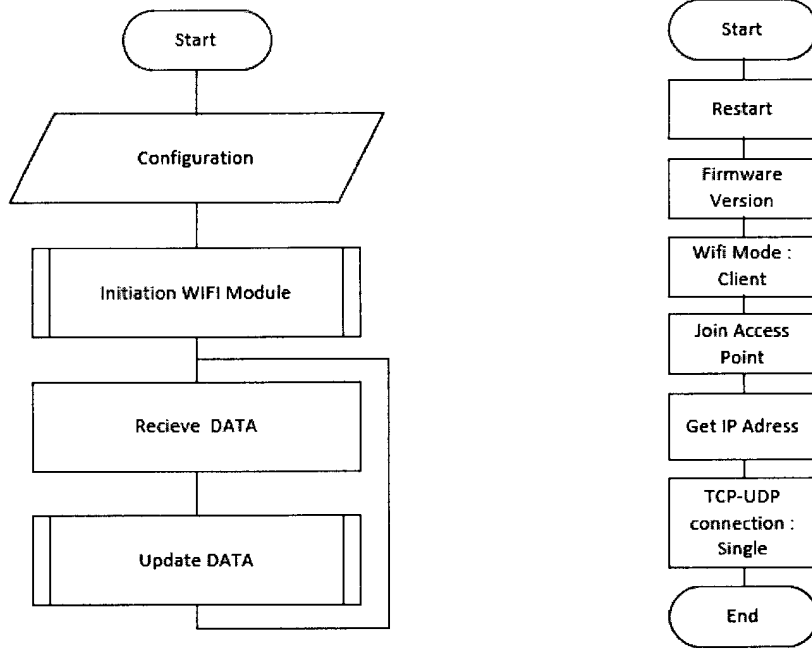 Start
Configuration
Initiation WIFI Module
Recieve DATA
Update DATA
Start
Restart
Firmware
Version
Wifi Mode :
Client
Join Access
Point
Get IP Adress
TCP-UDP
connection :
Single
End